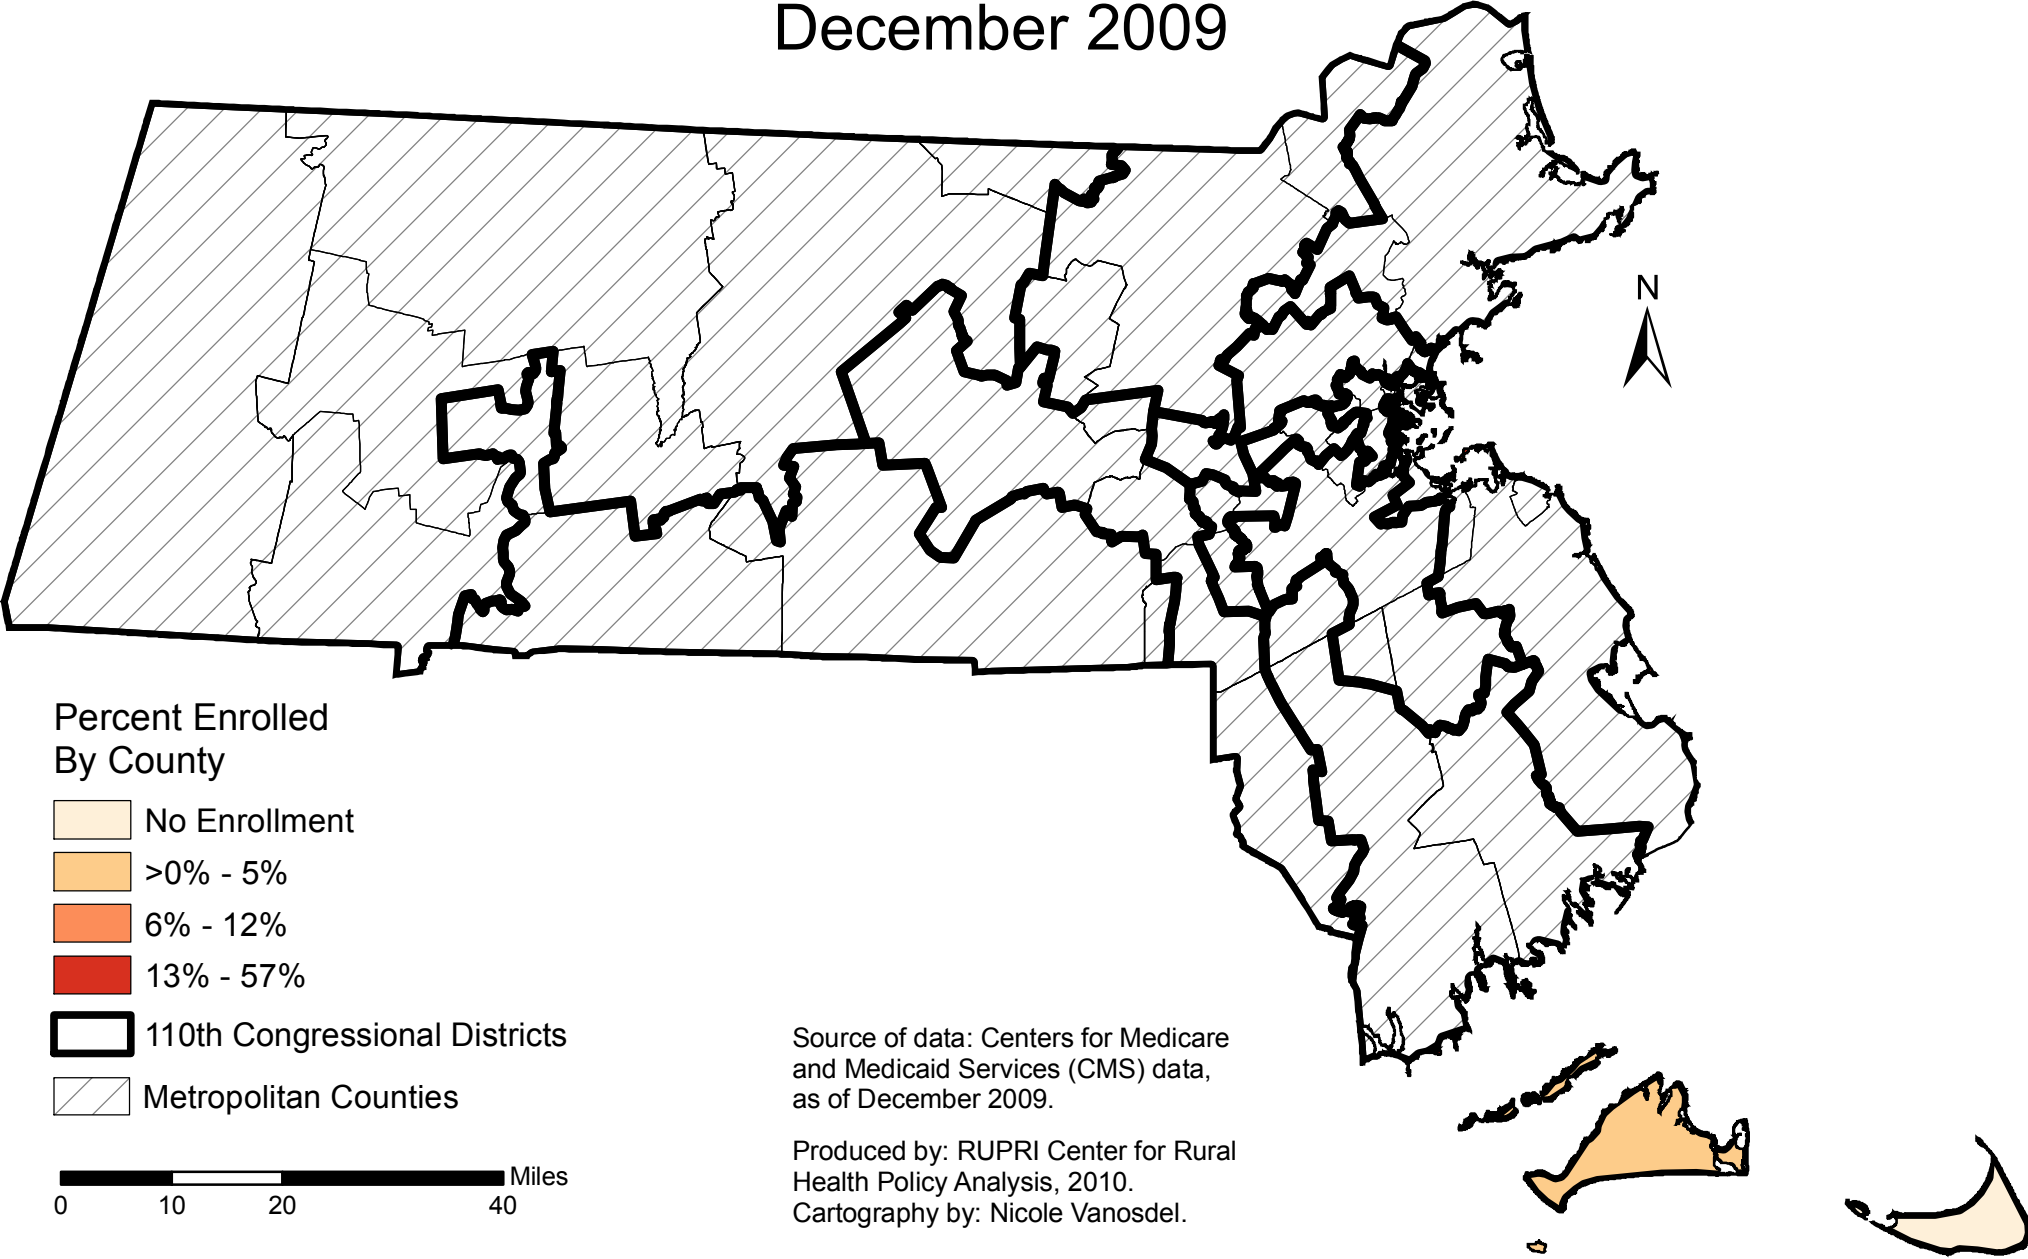 December 2009
N
Percent Enrolled
By County
No Enrollment
>0% - 5%
6% - 12%
13% - 57%
110th Congressional Districts
Metropolitan Counties
Miles
0 10 20 40
Source of data: Centers for Medicare
and Medicaid Services (CMS) data,
as of December 2009.
Produced by: RUPRI Center for Rural
Health Policy Analysis, 2010.
Cartography by: Nicole Vanosdel.